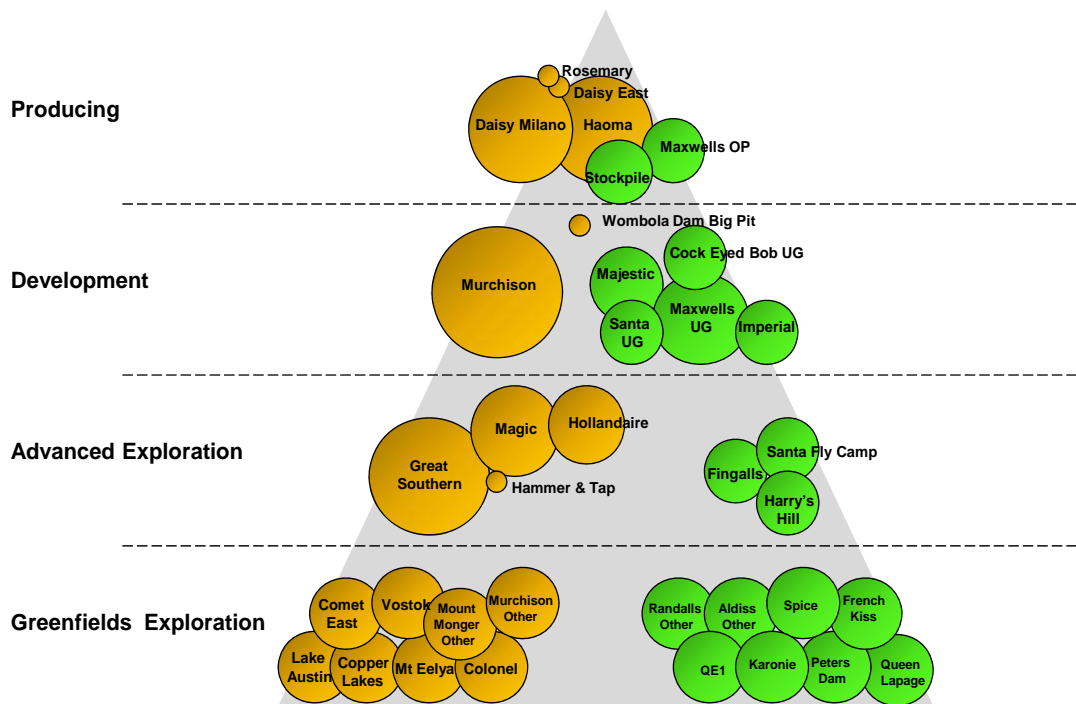 Producing
Rosemary
Daisy East
Daisy Milano
Haoma
Maxwells OP
Stockpile
Development
Wombola Dam Big Pit
Murchison
Majestic
Cock Eyed Bob UG
Santa
UG
Maxwells
UG
Imperial
Advanced Exploration
Magic
Hollandaire
Great
Southern
Hammer & Tap
Fingalls
Santa Fly Camp
Harry's
Hill
Greenfields Exploration
Comet
East
Vostok
Mount
Monger
Other
Murchison
Other
Lake
Austin
Copper
Lakes
Mt Eelya
Colonel
Randalls
Other
Aldiss
Other
Spice
French
Kiss
QE1
Karonie
Peters
Dam
Queen
Lapage